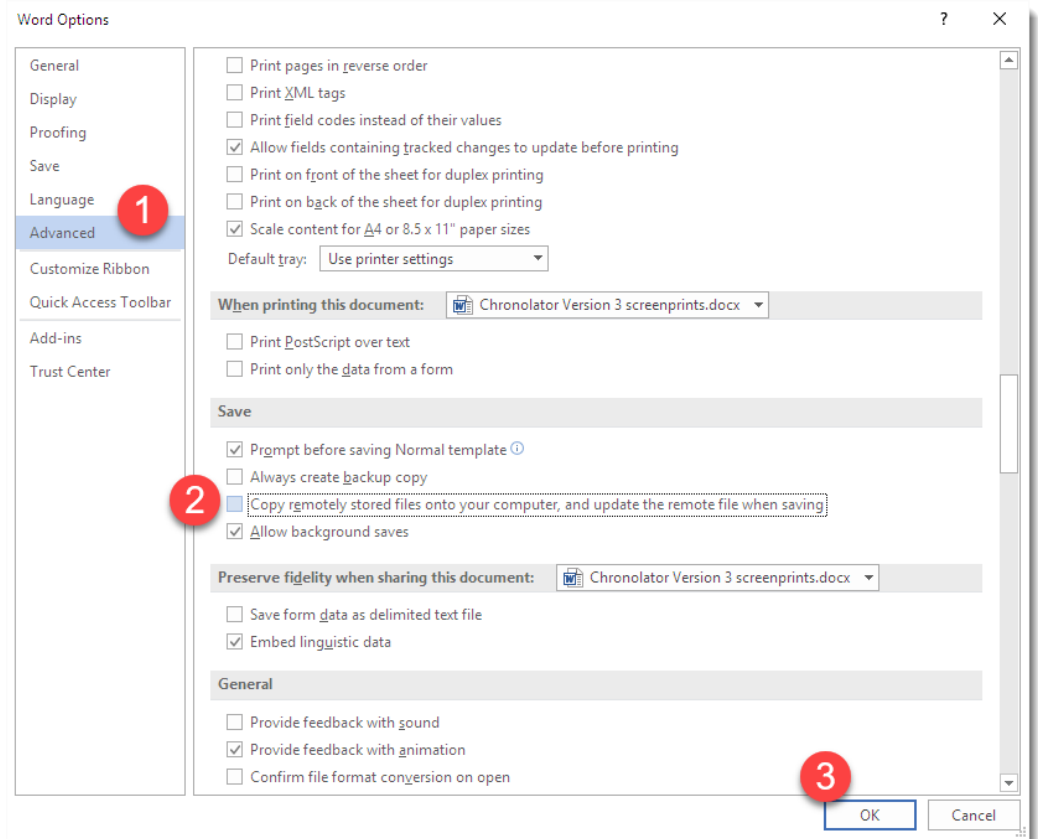 Word Options
?
General
Display
Proofing
Save
Language
1
Advanced
Customize Ribbon
Quick Access Toolbar
Add-ins
Trust Center
Print pages in reverse order
Print XML tags
Print field codes instead of their values
Allow fields containing tracked changes to update before printing
Print on front of the sheet for duplex printing
Print on back of the sheet for duplex printing
Scale content for A4 or 8.5 x 11" paper sizes
Default tray: Use printer settings
When printing this document: Chronolator Version 3 screenprints.docx
Print PostScript over text
Print only the data from a form
Save
Prompt before saving Normal template
Always create backup copy
2
Copy remotely stored files onto your computer, and update the remote file when saving
Allow background saves
Preserve fidelity when sharing this document: Chronolator Version 3 screenprints.docx
Save form data as delimited text file
Embed linguistic data
General
Provide feedback with sound
Provide feedback with animation
Confirm file format conversion on open
3
OK Cancel